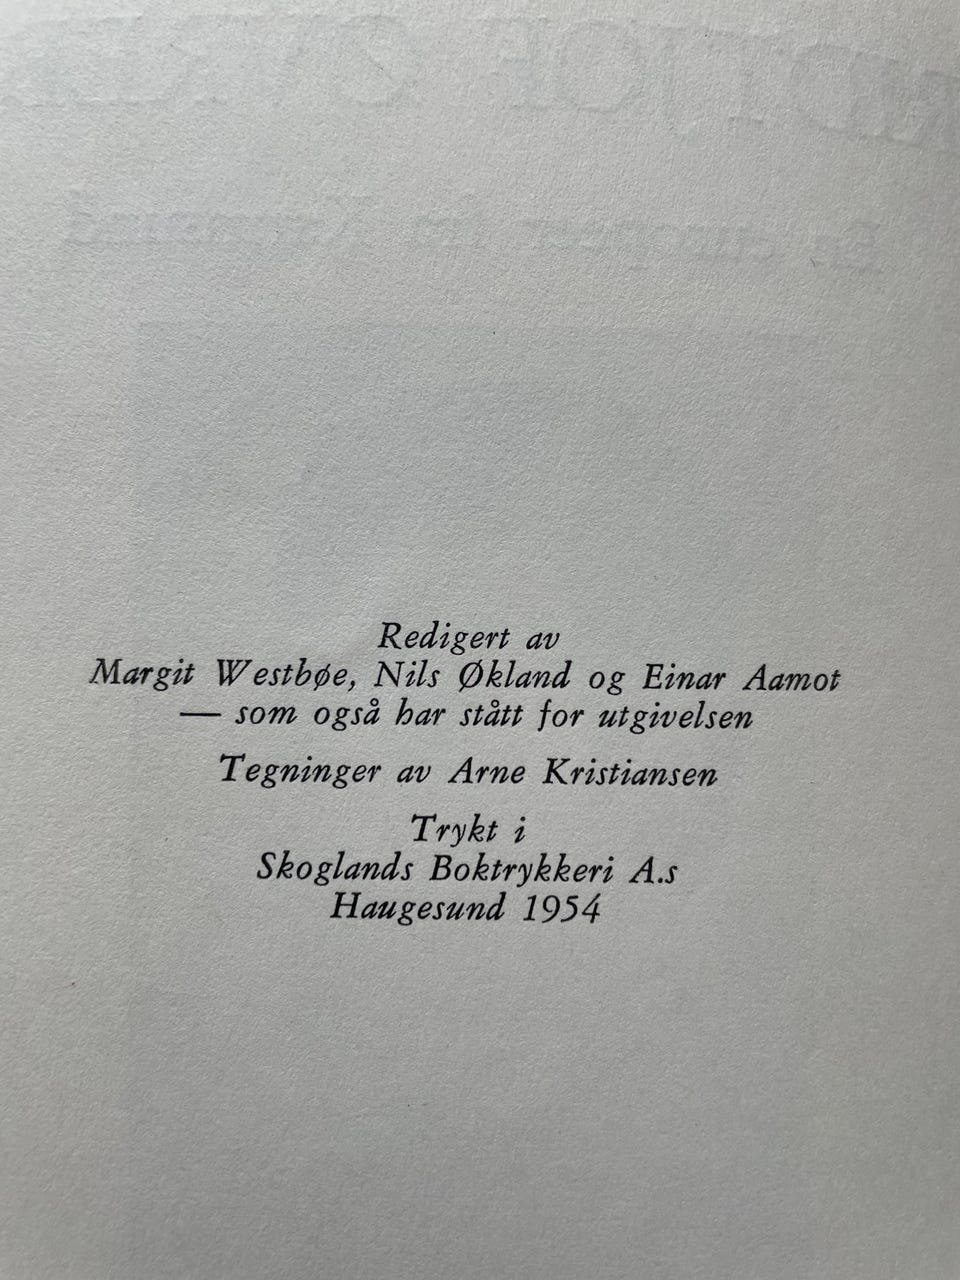 Redigert av
Margit Westbøe, Nils Økland og Einar Aamot
— som også har stått for utgivelsen
Tegninger av Arne Kristiansen
Trykt i
Skoglands Boktrykkeri A.s
Haugesund 1954